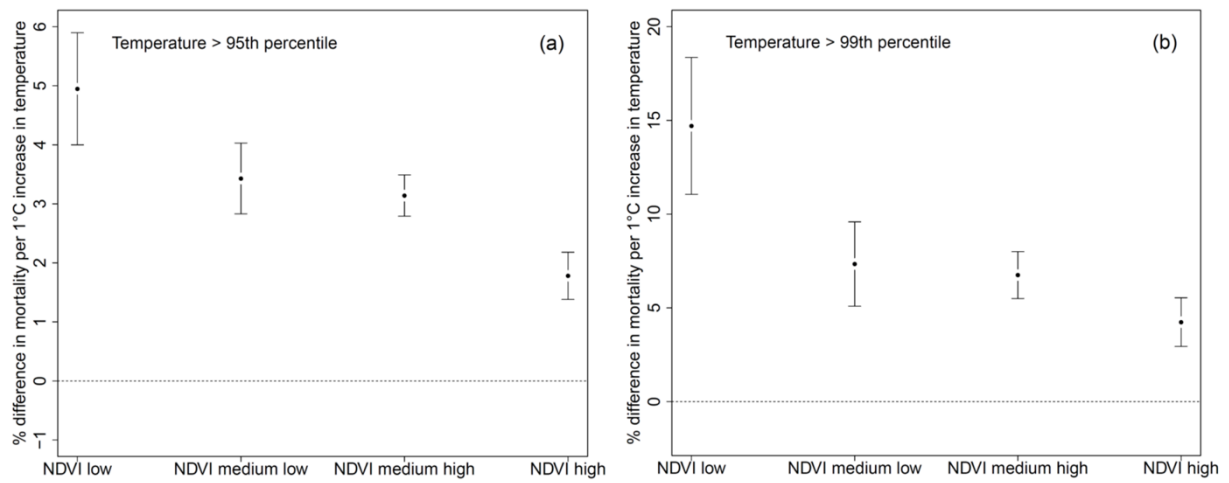 Temperature > 95th percentile
(a)
% difference in mortality per 1°C increase in temperature
6
5
4
3
2
1
0
−1
NDVI low
NDVI medium low
NDVI medium high
NDVI high
Temperature > 99th percentile
(b)
% difference in mortality per 1°C increase in temperature
20
15
10
5
0
NDVI low
NDVI medium low
NDVI medium high
NDVI high